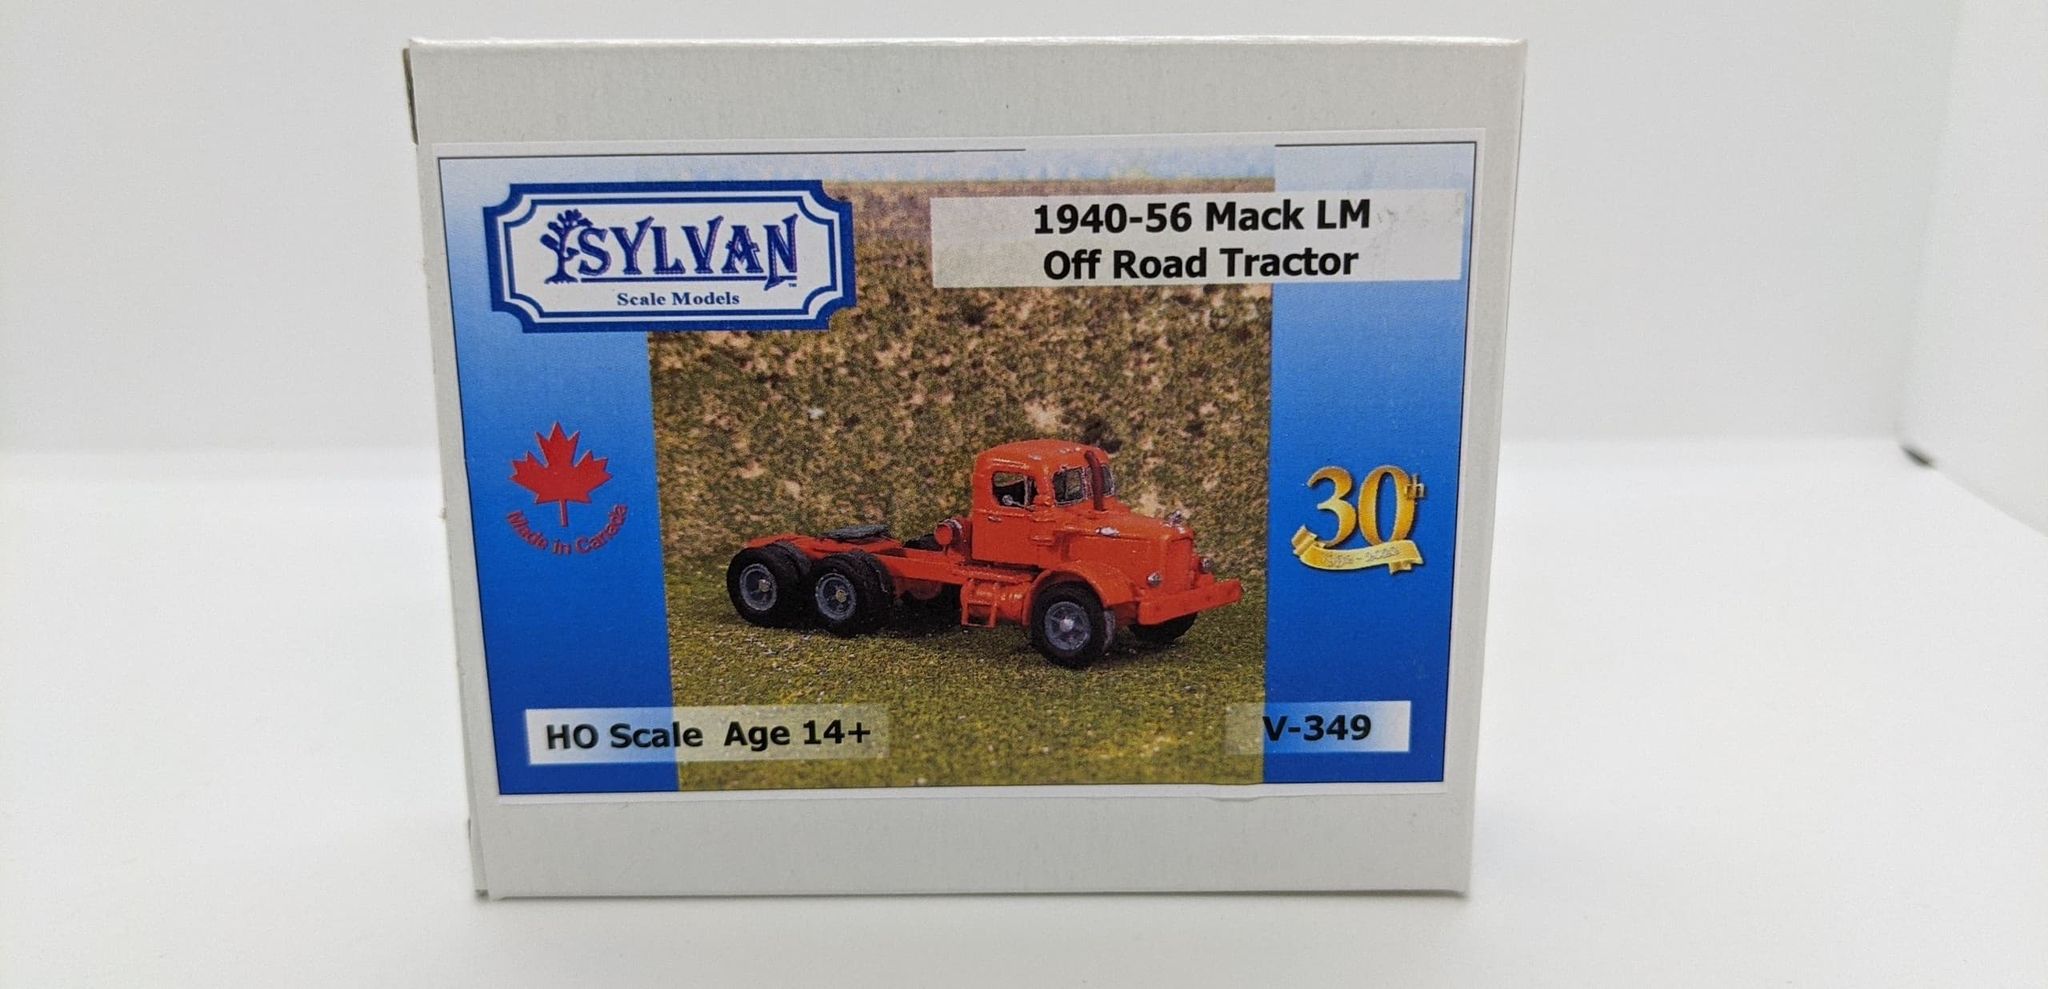 SYLVAN
Scale Models
1940-56 Mack LM
Off Road Tractor
Made in Canada
30th
HO Scale Age 14+
V-349